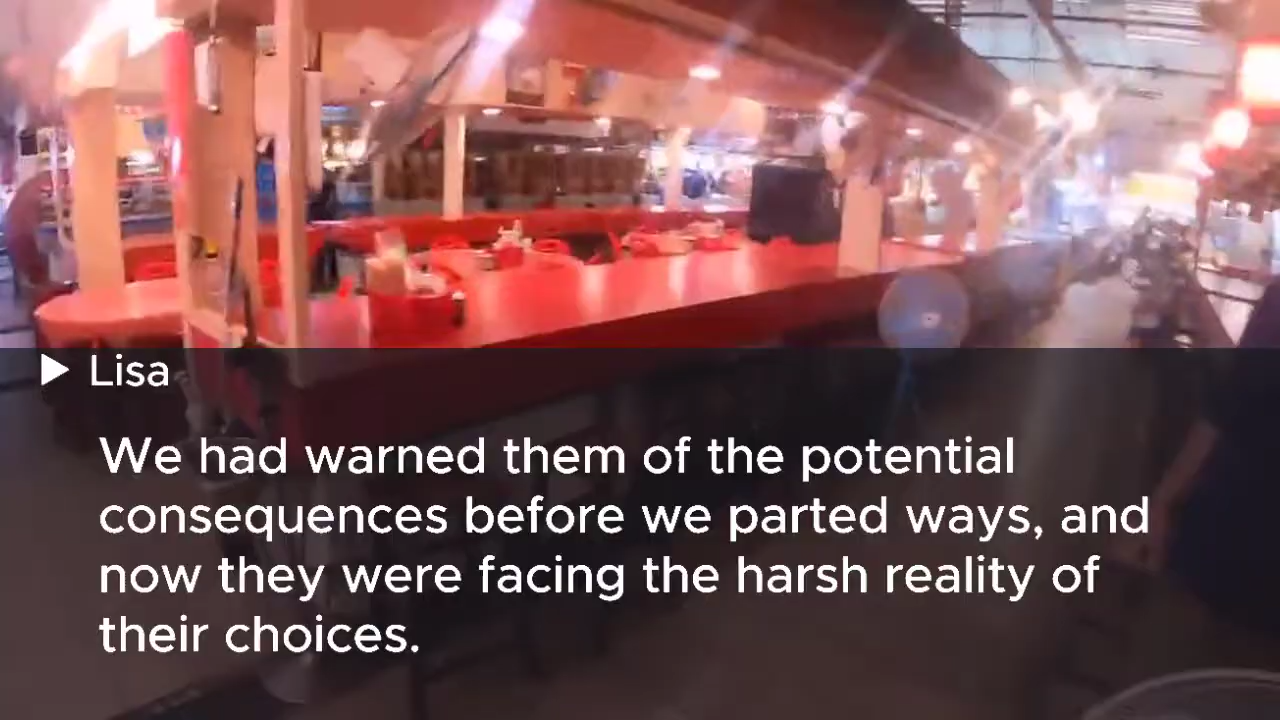 Lisa
We had warned them of the potential
consequences before we parted ways, and
now they were facing the harsh reality of
their choices.